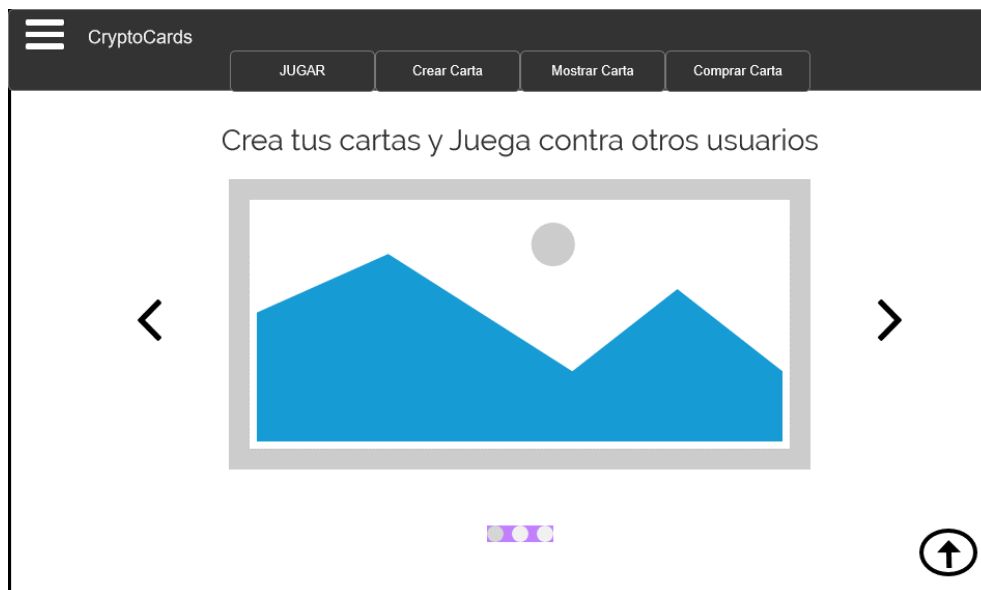 CryptoCards
JUGAR
Crear Carta
Mostrar Carta
Comprar Carta
Crea tus cartas y Juega contra otros usuarios